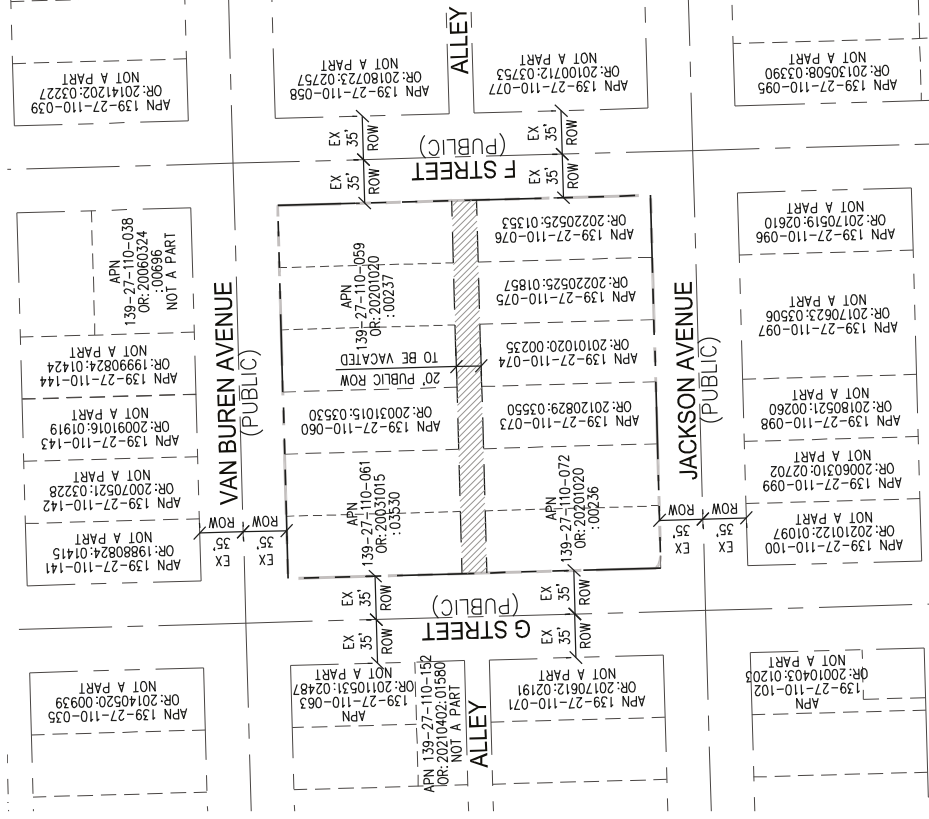 APN 139-27-110-039
OR: 20141202: 03227
NOT A PART
APN 139-27-110-058
OR: 20180723: 02757
NOT A PART
ALLEY
APN 139-27-110-077
OR: 20100712: 03753
NOT A PART
APN 139-27-110-095
OR: 20130508: 03390
NOT A PART
EX
35'
ROW
EX
35'
ROW
F STREET
(PUBLIC)
EX
35'
ROW
EX
35'
ROW
APN
139-27-110-038
OR: 20060324
: 00696
NOT A PART
APN 139-27-110-144
OR: 19990824: 01424
NOT A PART
APN 139-27-110-143
OR: 20091016: 01919
NOT A PART
APN 139-27-110-142
OR: 20070521: 03228
NOT A PART
APN 139-27-110-141
OR: 19880824: 01415
NOT A PART
VAN BUREN AVENUE
(PUBLIC)
EX
35'
ROW
EX
35'
ROW
APN
139-27-110-059
OR: 20201020
: 00237
20' PUBLIC ROW
TO BE VACATED
APN 139-27-110-060
OR: 20031015: 03530
APN
139-27-110-061
OR: 20031015
: 03530
APN 139-27-110-076
OR: 20220525: 01353
APN 139-27-110-075
OR: 20220525: 01857
APN 139-27-110-074
OR: 20101020: 00235
APN 139-27-110-073
OR: 20120829: 03550
APN
139-27-110-072
OR: 20201020
: 00236
JACKSON AVENUE
(PUBLIC)
EX
35'
ROW
EX
35'
ROW
APN 139-27-110-096
OR: 20170519: 02610
NOT A PART
APN 139-27-110-097
OR: 20170623: 03506
NOT A PART
APN 139-27-110-098
OR: 20180521: 00260
NOT A PART
APN 139-27-110-099
OR: 20060310: 02702
NOT A PART
APN 139-27-110-100
OR: 20210122: 01097
NOT A PART
EX
35'
ROW
EX
35'
ROW
G STREET
(PUBLIC)
EX
35'
ROW
EX
35'
ROW
APN 139-27-110-035
OR: 20140520: 00939
NOT A PART
APN
139-27-110-063
OR: 20110531: 02487
NOT A PART
APN 139-27-110-152
OR: 20210402: 01580
NOT A PART
ALLEY
APN 139-27-110-071
OR: 20170612: 02191
NOT A PART
APN
139-27-110-102
OR: 20010403: 01203
NOT A PART